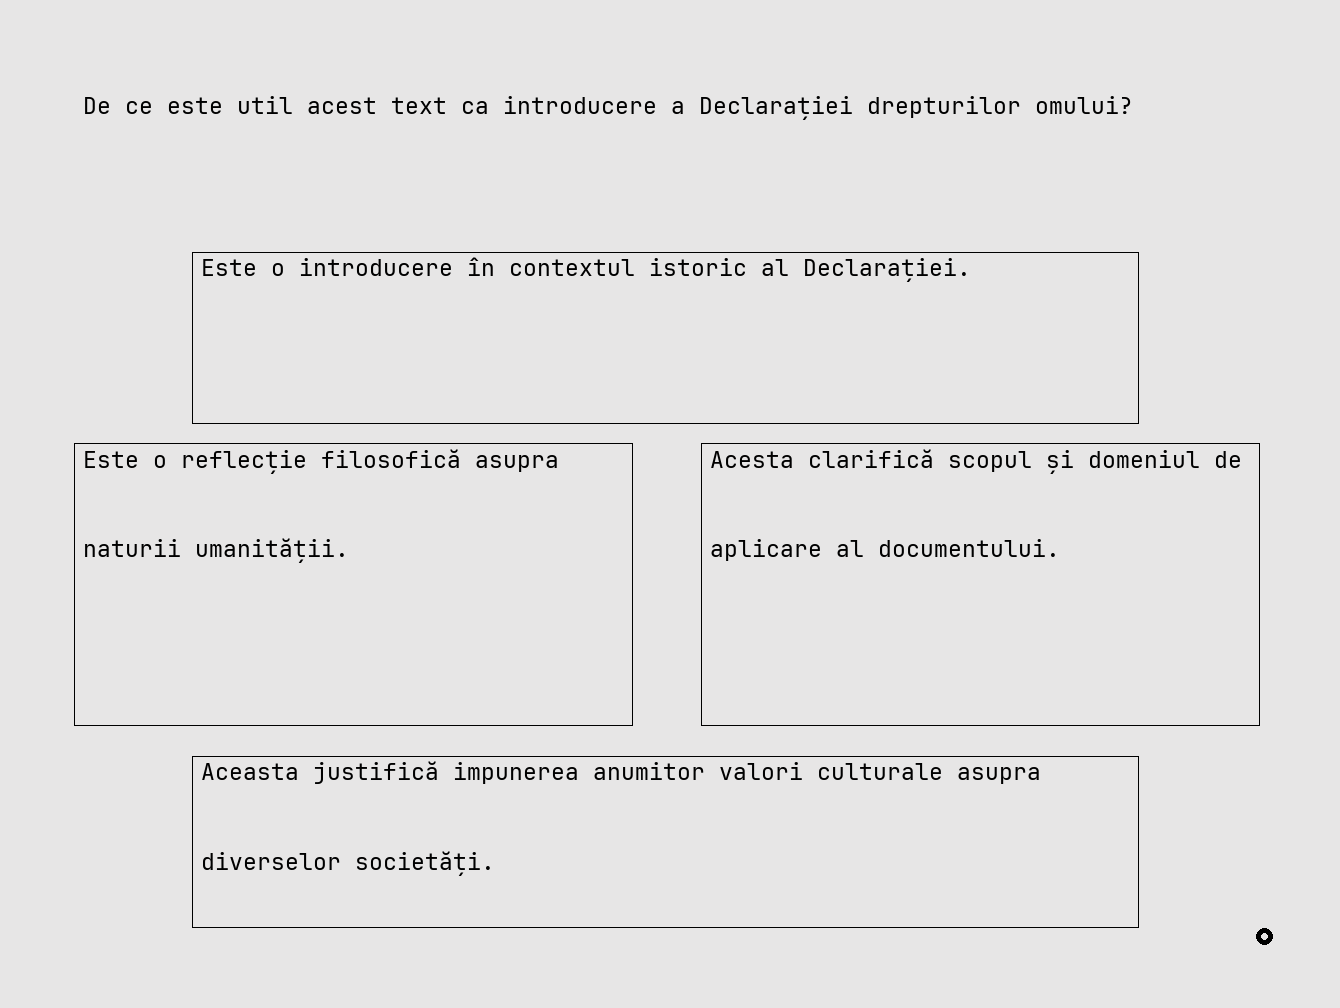 De ce este util acest text ca introducere a Declarației drepturilor omului?
Este o introducere în contextul istoric al Declarației.
Este o reflecție filosofică asupra
naturii umanității.
Acesta clarifică scopul și domeniul de
aplicare al documentului.
Aceasta justifică impunerea anumitor valori culturale asupra
diverselor societăți.